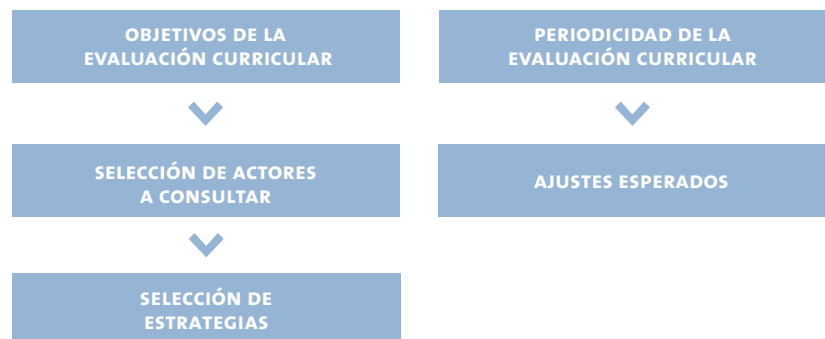 OBJETIVOS DE LA
EVALUACIÓN CURRICULAR
SELECCIÓN DE ACTORES
A CONSULTAR
SELECCIÓN DE
ESTRATEGIAS
PERIODICIDAD DE LA
EVALUACIÓN CURRICULAR
AJUSTES ESPERADOS